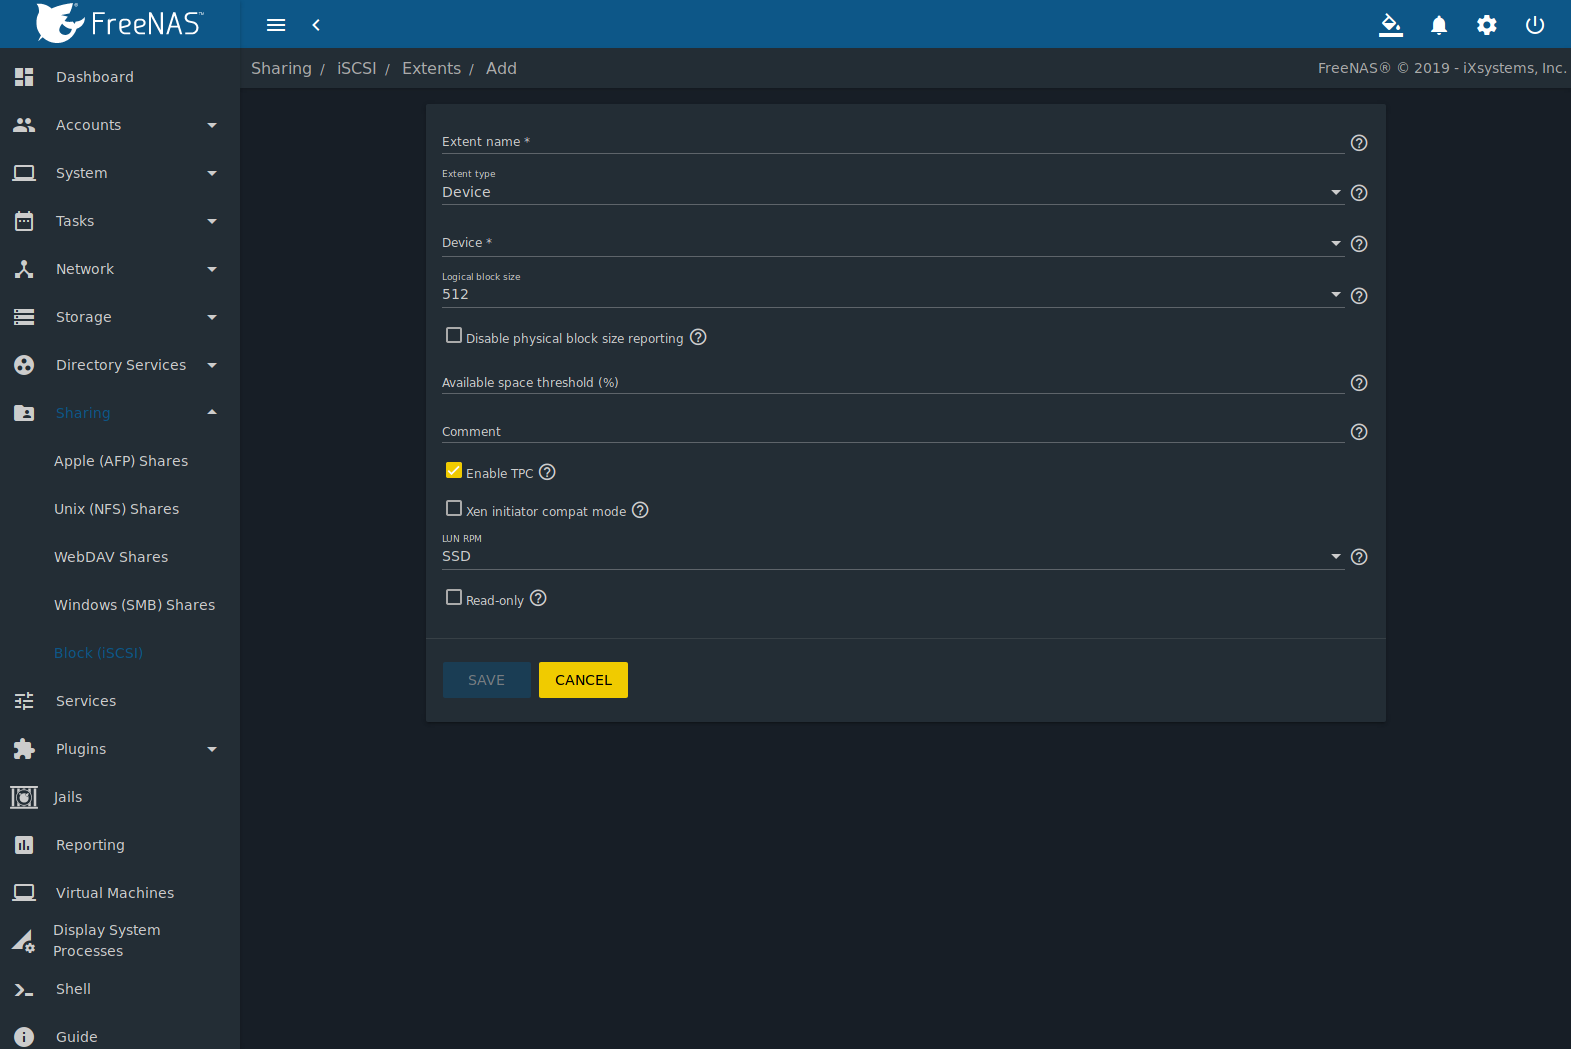 FreeNAS™
Sharing / iSCSI / Extents / Add
FreeNAS® © 2019 - iXsystems, Inc.
Dashboard
Accounts
System
Tasks
Network
Storage
Directory Services
Sharing
Apple (AFP) Shares
Unix (NFS) Shares
WebDAV Shares
Windows (SMB) Shares
Block (iSCSI)
Services
Plugins
Jails
Reporting
Virtual Machines
Display System
Processes
Shell
Guide
Extent name *
Extent type
Device
Device *
Logical block size
512
Disable physical block size reporting
Available space threshold (%)
Comment
Enable TPC
Xen initiator compat mode
LUN RPM
SSD
Read-only
SAVE
CANCEL